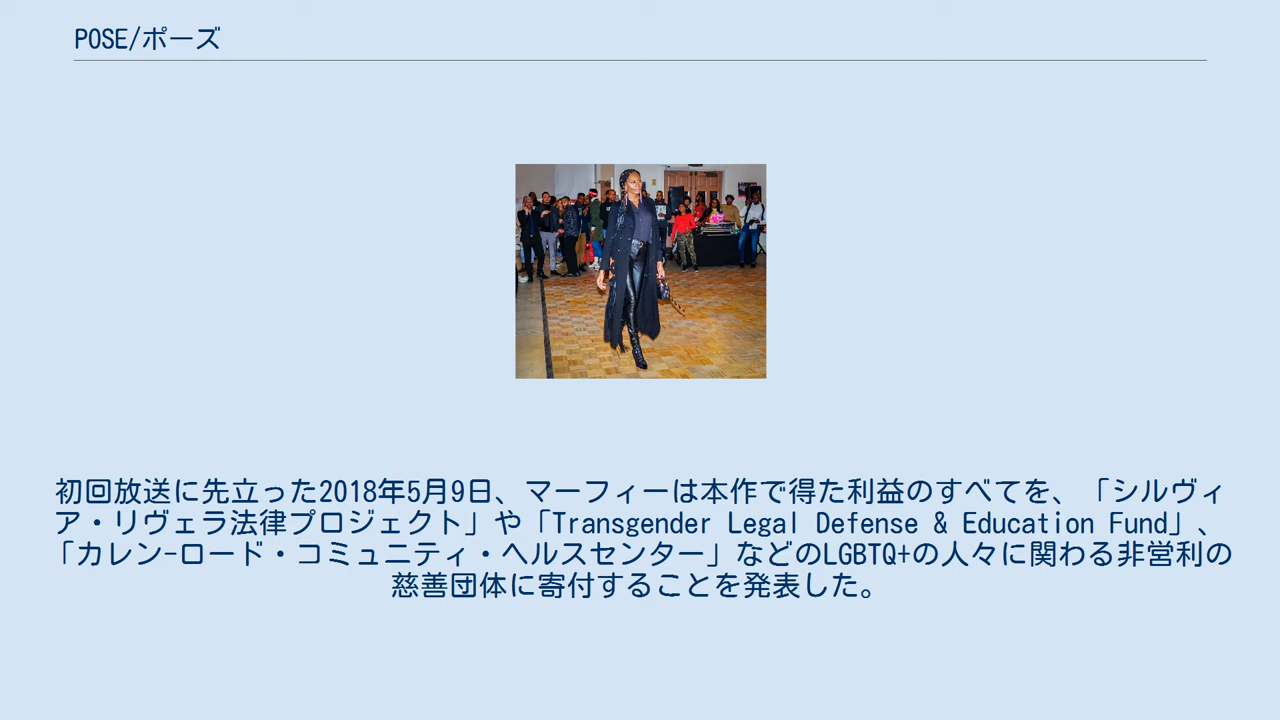 POSE/ポーズ
初回放送に先立った2018年5月9日、マーフィーは本作で得た利益のすべてを、「シルヴィ
ア・リヴェラ法律プロジェクト」や「Transgender Legal Defense & Education Fund」、
「カレン-ロード・コミュニティ・ヘルスセンター」などのLGBTQ+の人々に関わる非営利の
慈善団体に寄付することを発表した。